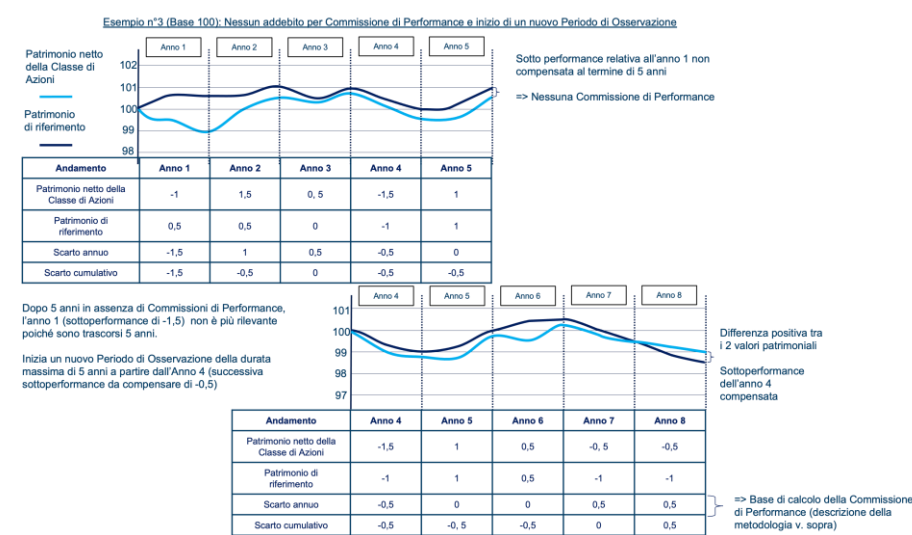 Esempio n°3 (Base 100): Nessun addebito per Commissione di Performance e inizio di un nuovo Periodo di Osservazione
Patrimonio netto
della Classe di
Azioni
Patrimonio
di riferimento
Anno 1 Anno 2 Anno 3 Anno 4 Anno 5
102
101
100
99
98
Sotto performance relativa all'anno 1 non
compensata al termine di 5 anni
=> Nessuna Commissione di Performance
Andamento Anno 1 Anno 2 Anno 3 Anno 4 Anno 5
Patrimonio netto della
Classe di Azioni
-1 1,5 0, 5 -1,5 1
Patrimonio di
riferimento
0,5 0,5 0 -1 1
Scarto annuo -1,5 1 0,5 -0,5 0
Scarto cumulativo -1,5 -0,5 0 -0,5 -0,5
Dopo 5 anni in assenza di Commissioni di Performance,
l'anno 1 (sottoperformance di -1,5) non è più rilevante
poiché sono trascorsi 5 anni.
Inizia un nuovo Periodo di Osservazione della durata
massima di 5 anni a partire dall'Anno 4 (successiva
sottoperformance da compensare di -0,5)
Anno 4 Anno 5 Anno 6 Anno 7 Anno 8
101
100
99
98
97
Differenza positiva tra
i 2 valori patrimoniali
Sottoperformance
dell'anno 4
compensata
Andamento Anno 4 Anno 5 Anno 6 Anno 7 Anno 8
Patrimonio netto della
Classe di Azioni
-1,5 1 0,5 -0, 5 -0,5
Patrimonio di
riferimento
-1 1 0,5 -1 -1
Scarto annuo -0,5 0 0 0,5 0,5
Scarto cumulativo -0,5 -0, 5 -0,5 0 0,5
=> Base di calcolo della Commissione
di Performance (descrizione della
metodologia v. sopra)